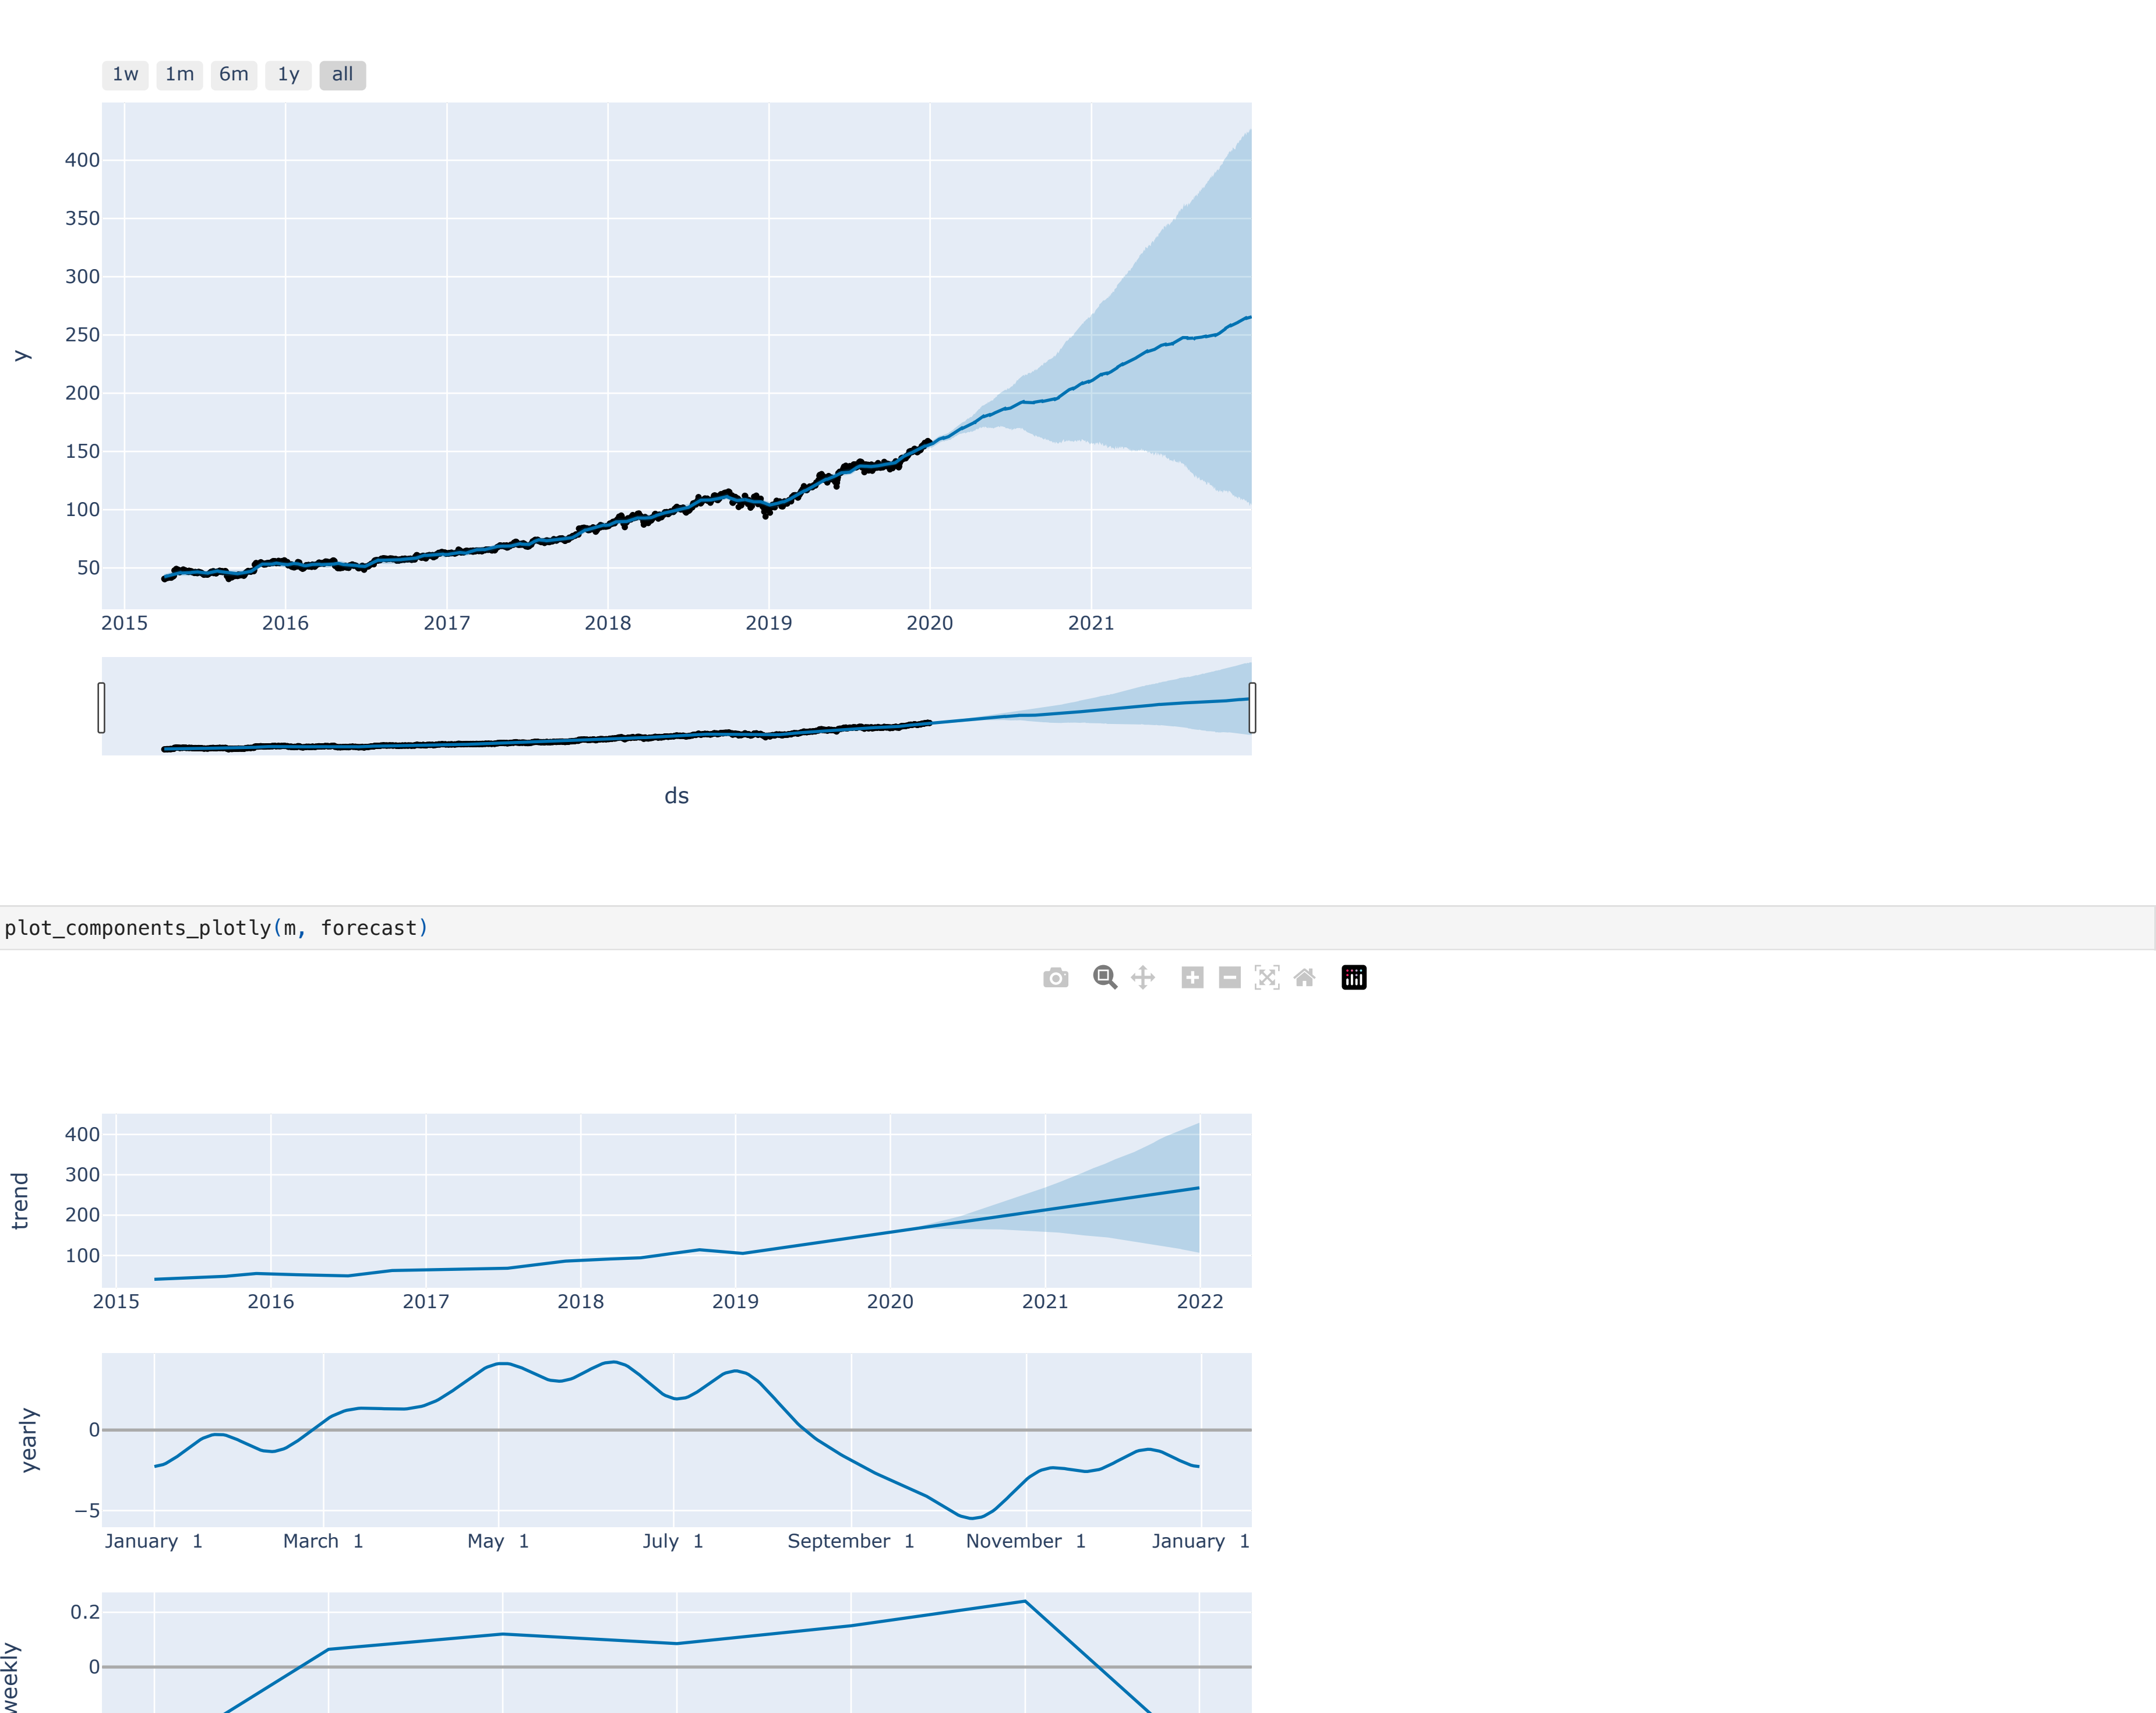 1w 1m 6m 1y all
400
350
300
250
200
150
100
50
y
2015 2016 2017 2018 2019 2020 2021
ds
plot_components_plotly(m, forecast)
400
300
200
100
trend
2015 2016 2017 2018 2019 2020 2021 2022
0
−5
yearly
January 1 March 1 May 1 July 1 September 1 November 1 January 1
0.2
0
weekly